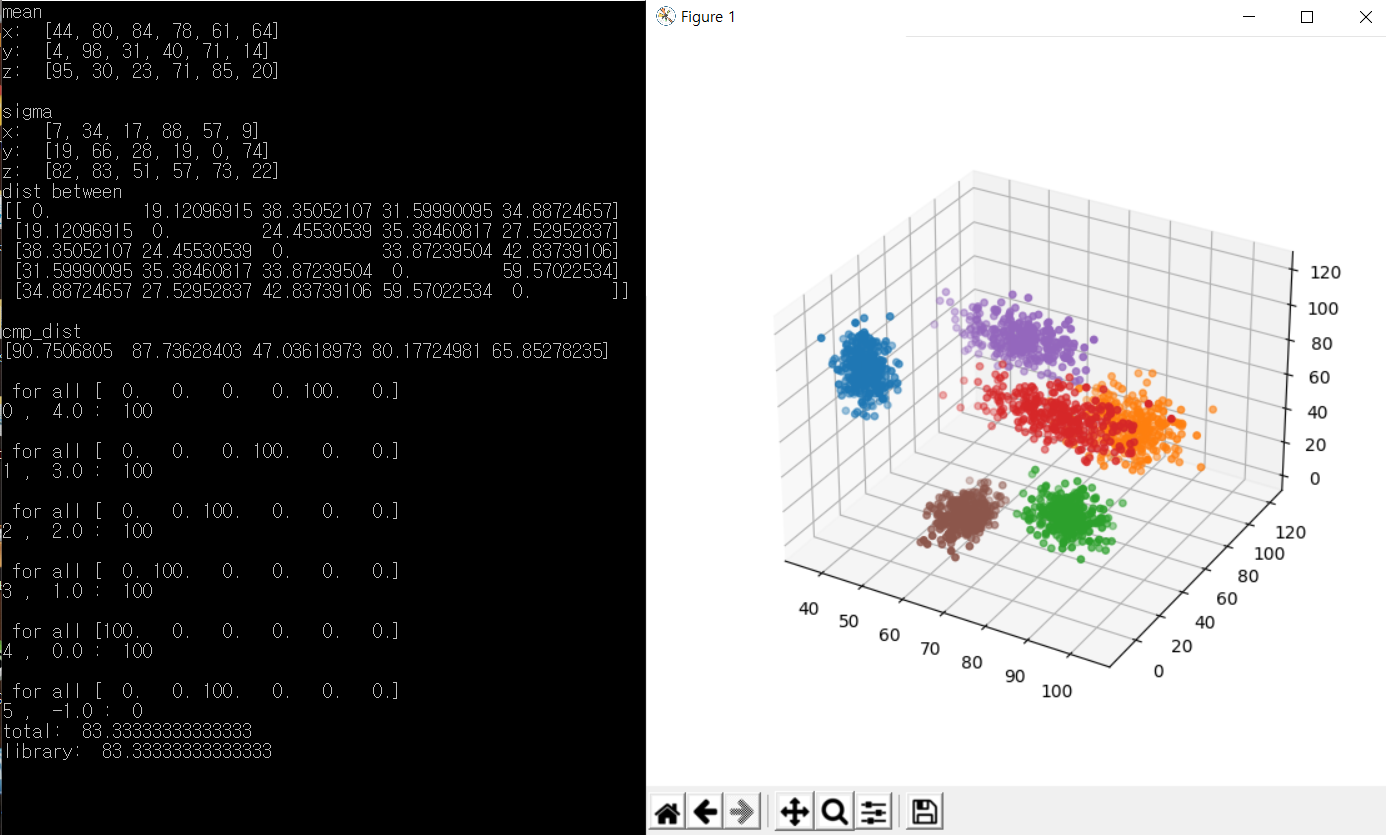 mean
x:  [44, 80, 84, 78, 61, 64]
y:  [4, 98, 31, 40, 71, 14]
z:  [95, 30, 23, 71, 85, 20]
sigma
x:  [7, 34, 17, 88, 57, 9]
y:  [19, 66, 28, 19, 0, 74]
z:  [82, 83, 51, 57, 73, 22]
dist between
[[ 0.         19.12096915 38.35052107 31.59990095 34.88724657]
 [19.12096915  0.         24.45530539 35.38460817 27.52952837]
 [38.35052107 24.45530539  0.         33.87239504 42.83739106]
 [31.59990095 35.38460817 33.87239504  0.         59.57022534]
 [34.88724657 27.52952837 42.83739106 59.57022534  0.        ]]
cmp_dist
[90.7506805  87.73628403 47.03618973 80.17724981 65.85278235]
 for all [  0.   0.   0.   0. 100.   0.]
0 ,  4.0 :  100
 for all [  0.   0.   0. 100.   0.   0.]
1 ,  3.0 :  100
 for all [  0.   0. 100.   0.   0.   0.]
2 ,  2.0 :  100
 for all [  0. 100.   0.   0.   0.   0.]
3 ,  1.0 :  100
 for all [100.   0.   0.   0.   0.   0.]
4 ,  0.0 :  100
 for all [  0.   0. 100.   0.   0.   0.]
5 ,  -1.0 :  0
total:  83.33333333333333
library:  83.33333333333333
Figure 1
120
100
80
60
40
20
0
40
50
60
70
80
90
100
120
100
80
60
40
20
0